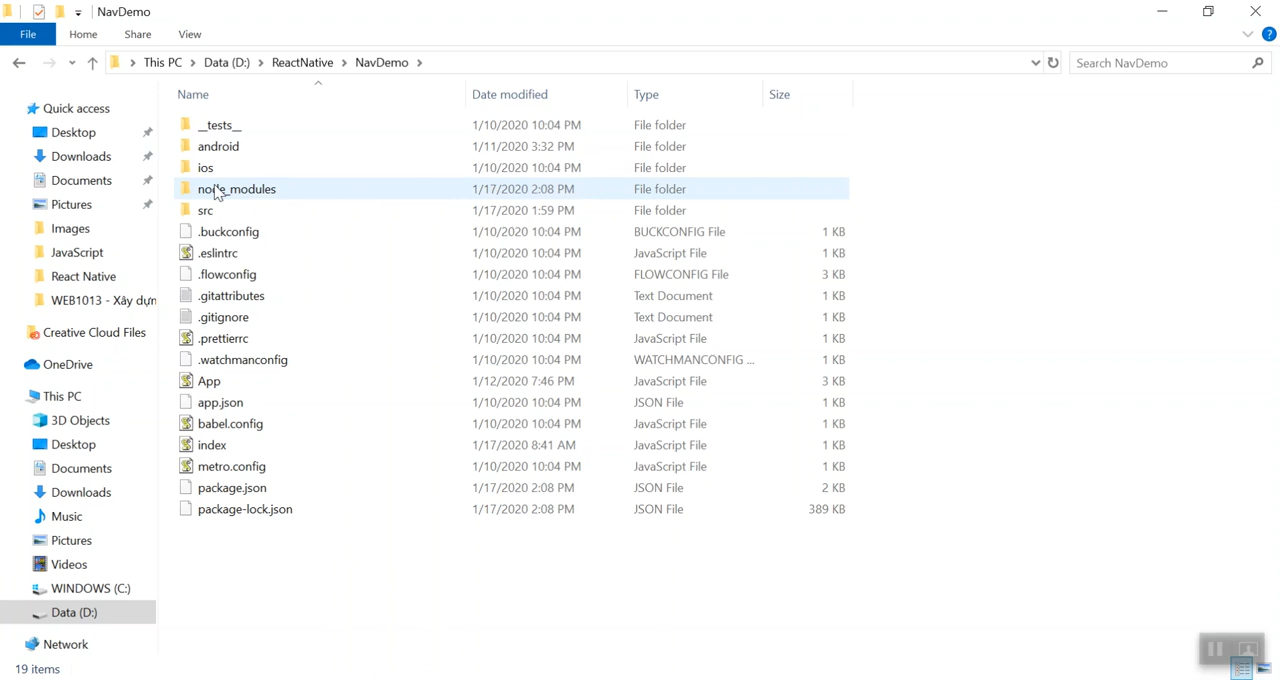 NavDemo
File Home Share View
This PC Data (D:) ReactNative NavDemo Search NavDemo
Name Date modified Type Size
Quick access
Desktop
Downloads
Documents
Pictures
Images
JavaScript
React Native
WEB1013 - Xây dựn
Creative Cloud Files
OneDrive
This PC
3D Objects
Desktop
Documents
Downloads
Music
Pictures
Videos
WINDOWS (C:)
Data (D:)
Network
__tests__ 1/10/2020 10:04 PM File folder
android 1/11/2020 3:32 PM File folder
ios 1/10/2020 10:04 PM File folder
node_modules 1/17/2020 2:08 PM File folder
src 1/17/2020 1:59 PM File folder
.buckconfig 1/10/2020 10:04 PM BUCKCONFIG File 1 KB
.eslintrc 1/10/2020 10:04 PM JavaScript File 1 KB
.flowconfig 1/10/2020 10:04 PM FLOWCONFIG File 3 KB
.gitattributes 1/10/2020 10:04 PM Text Document 1 KB
.gitignore 1/10/2020 10:04 PM Text Document 1 KB
.prettierrc 1/10/2020 10:04 PM JavaScript File 1 KB
.watchmanconfig 1/10/2020 10:04 PM WATCHMANCONFIG ... 1 KB
App 1/12/2020 7:46 PM JavaScript File 3 KB
app.json 1/10/2020 10:04 PM JSON File 1 KB
babel.config 1/10/2020 10:04 PM JavaScript File 1 KB
index 1/17/2020 8:41 AM JavaScript File 1 KB
metro.config 1/10/2020 10:04 PM JavaScript File 1 KB
package.json 1/17/2020 2:08 PM JSON File 2 KB
package-lock.json 1/17/2020 2:08 PM JSON File 389 KB
19 items